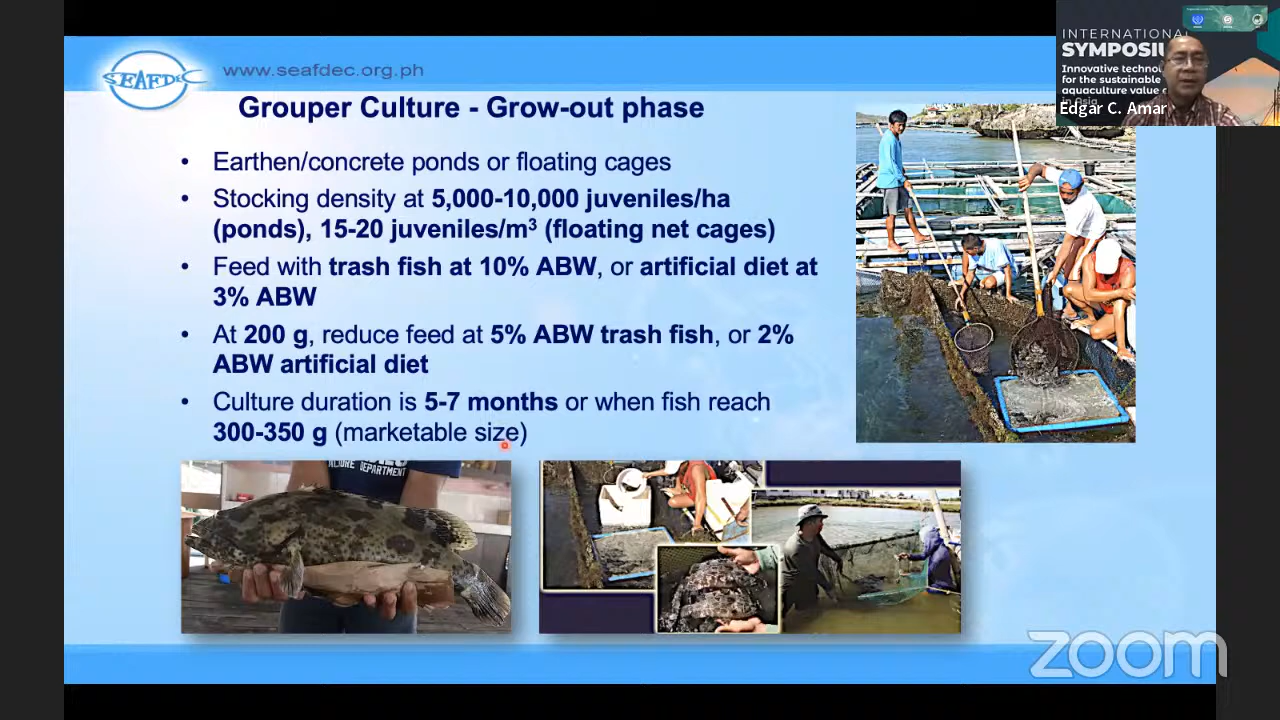 SEAFDEC
www.seafdec.org.ph
Grouper Culture - Grow-out phase
• Earthen/concrete ponds or floating cages
• Stocking density at 5,000-10,000 juveniles/ha
(ponds), 15-20 juveniles/m³ (floating net cages)
• Feed with trash fish at 10% ABW, or artificial diet at
3% ABW
• At 200 g, reduce feed at 5% ABW trash fish, or 2%
ABW artificial diet
• Culture duration is 5-7 months or when fish reach
300-350 g (marketable size)
INTERNATIONAL
SYMPOSIU
Innovative technol
for the sustainable
aquaculture value c
in Asia
Edgar C. Amar
DEPARTMENT
zoom